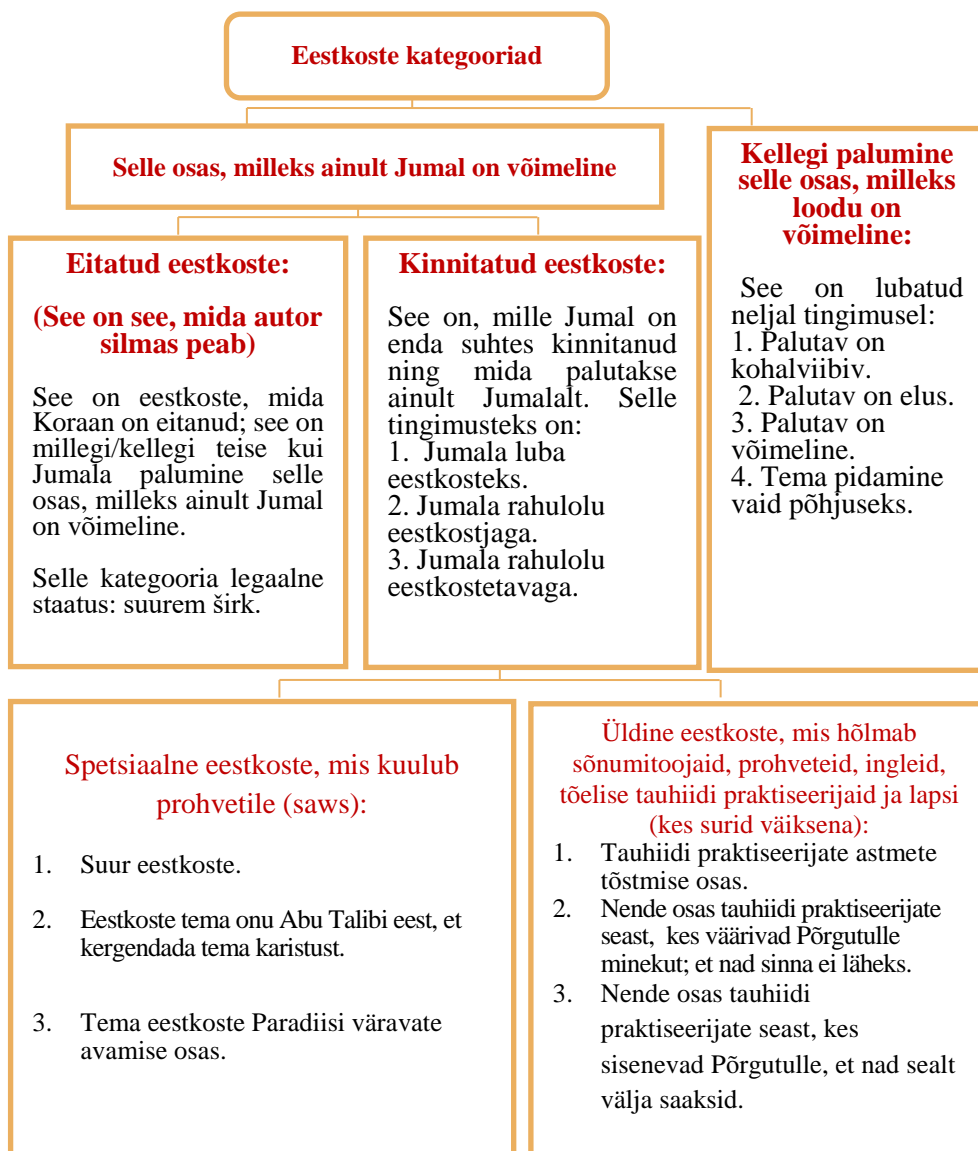 Eestkoste kategooriad
Selle osas, milleks ainult Jumal on võimeline
Kellegi palumine
selle osas, milleks
loodu on
võimeline:
See on lubatud
neljal tingimusel:
1. Palutav on
kohalviibiv.
2. Palutav on elus.
3. Palutav on
võimeline.
4. Tema pidamine
vaid põhjuseks.
Eitatud eestkoste:
(See on see, mida autor
silmas peab)
See on eestkoste, mida
Koraan on eitanud; see on
millegi/kellegi teise kui
Jumala palumine selle
osas, milleks ainult Jumal
on võimeline.
Selle kategooria legaalne
staatus: suurem širk.
Kinnitatud eestkoste:
See on, mille Jumal on
enda suhtes kinnitanud
ning mida palutakse
ainult Jumalalt. Selle
tingimusteks on:
1. Jumala luba
eestkosteks.
2. Jumala rahulolu
eestkostjaga.
3. Jumala rahulolu
eestkostetavaga.
Spetsiaalne eestkoste, mis kuulub
prohvetile (saws):
1. Suur eestkoste.
2. Eestkoste tema onu Abu Talibi eest, et
kergendada tema karistust.
3. Tema eestkoste Paradiisi väravate
avamise osas.
Üldine eestkoste, mis hõlmab
sõnumitoojaid, prohveteid, ingleid,
tõelise tauhiidi praktiseerijaid ja lapsi
(kes surid väiksena):
1. Tauhiidi praktiseerijate astmete
tõstmise osas.
2. Nende osas tauhiidi praktiseerijate
seast, kes väärivad Põrgutulle
minekut; et nad sinna ei läheks.
3. Nende osas tauhiidi
praktiseerijate seast, kes
sisenevad Põrgutulle, et nad sealt
välja saaksid.